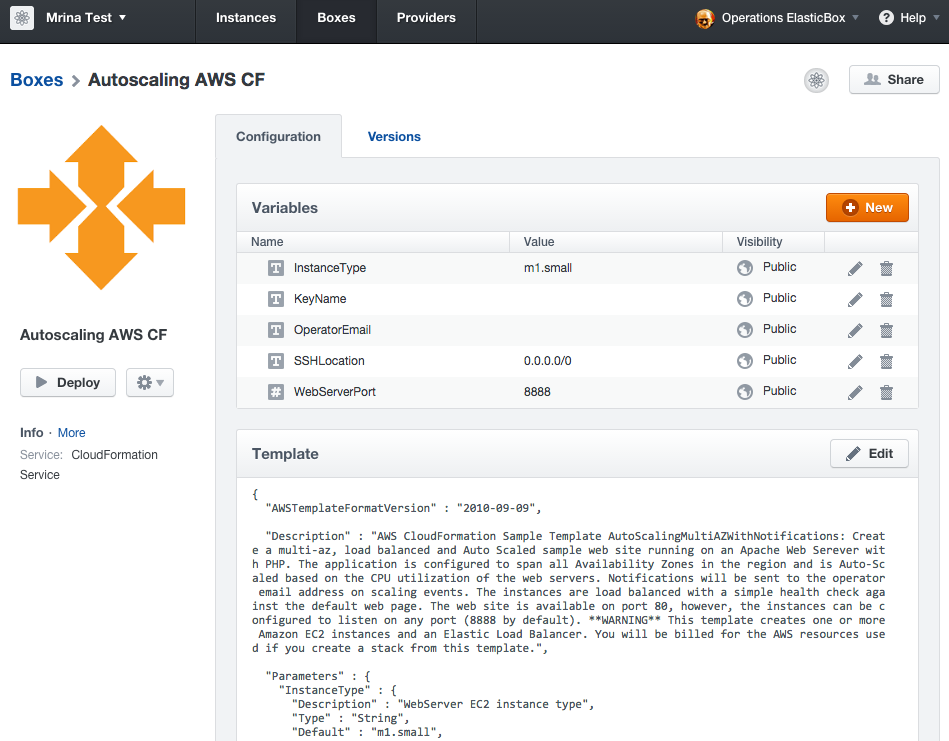 Mrina Test
Instances
Boxes
Providers
Operations ElasticBox
Help
Boxes > Autoscaling AWS CF
Share
Autoscaling AWS CF
Deploy
Info · More
Service: CloudFormation
Service
Configuration
Versions
Variables
New
Name Value Visibility
InstanceType m1.small Public
KeyName Public
OperatorEmail Public
SSHLocation 0.0.0.0/0 Public
WebServerPort 8888 Public
Template
Edit
{
"AWSTemplateFormatVersion" : "2010-09-09",
"Description" : "AWS CloudFormation Sample Template AutoScalingMultiAZWithNotifications: Creat
e a multi-az, load balanced and Auto Scaled sample web site running on an Apache Web Serever wit
h PHP. The application is configured to span all Availability Zones in the region and is Auto-Sc
aled based on the CPU utilization of the web servers. Notifications will be sent to the operator
email address on scaling events. The instances are load balanced with a simple health check aga
inst the default web page. The web site is available on port 80, however, the instances can be c
onfigured to listen on any port (8888 by default). **WARNING** This template creates one or more
Amazon EC2 instances and an Elastic Load Balancer. You will be billed for the AWS resources use
d if you create a stack from this template.",
"Parameters" : {
"InstanceType" : {
"Description" : "WebServer EC2 instance type",
"Type" : "String",
"Default" : "m1.small",